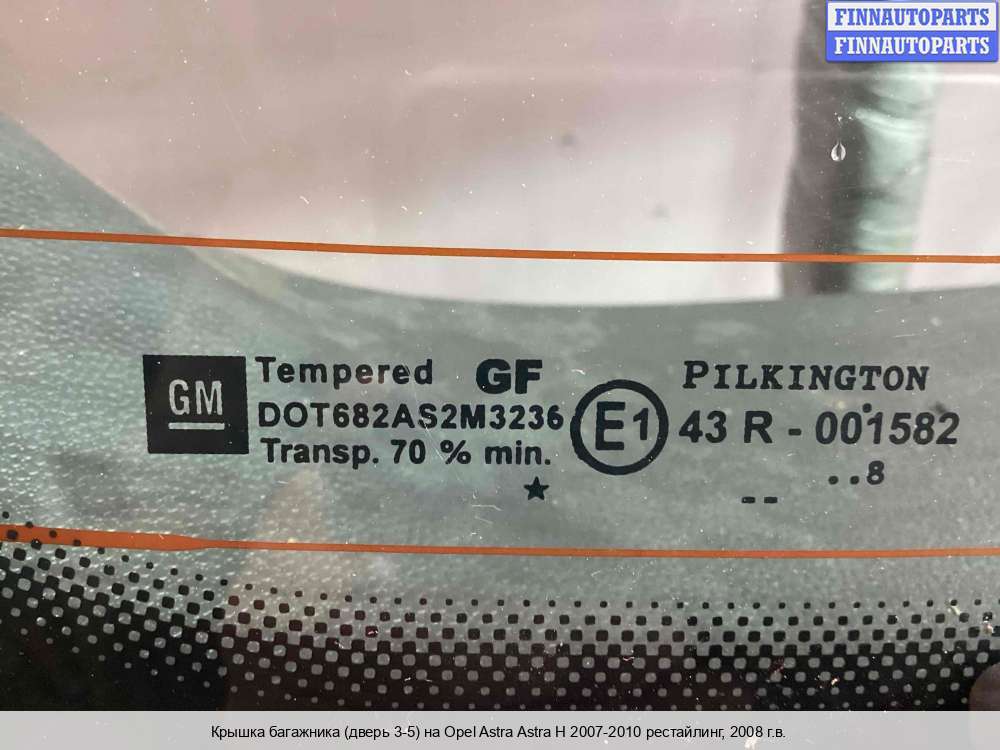 FINNAUTOPARTS
FINNAUTOPARTS
GM
Tempered GF
DOT682AS2M3236
Transp. 70 % min.
E1
PILKINGTON
43 R - 001582
..8
--
Крышка багажника (дверь 3-5) на Opel Astra Astra H 2007-2010 рестайлинг, 2008 г.в.